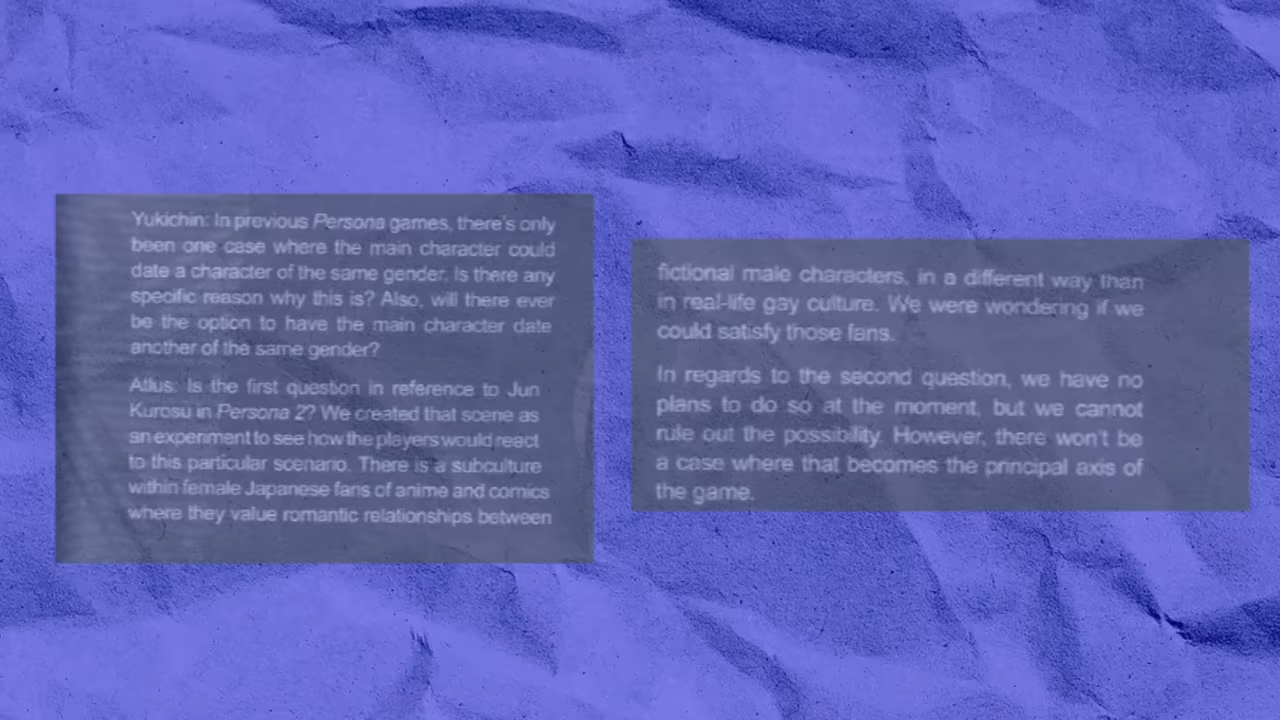 Yukichin: In previous Persona games, there's only
been one case where the main character could
date a character of the same gender. Is there any
specific reason why this is? Also, will there ever
be the option to have the main character date
another of the same gender?
Atlus: Is the first question in reference to Jun
Kurosu in Persona 2? We created that scene as
an experiment to see how the players would react
to this particular scenario. There is a subculture
within female Japanese fans of anime and comics
where they value romantic relationships between
fictional male characters, in a different way than
in real-life gay culture. We were wondering if we
could satisfy those fans.
In regards to the second question, we have no
plans to do so at the moment, but we cannot
rule out the possibility. However, there won't be
a case where that becomes the principal axis of
the game.